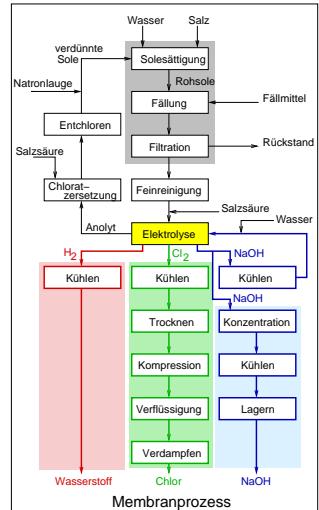 Wasser
Salz
verdünnte
Sole
Solesättigung
Rohsole
Natronlauge
Fällung
Fällmittel
Entchloren
Filtration
Rückstand
Salzsäure
Chlorat–
zersetzung
Feinreinigung
Salzsäure
Wasser
Anolyt
Elektrolyse
H2
Cl2
NaOH
Kühlen
Kühlen
Kühlen
NaOH
Trocknen
Konzentration
Kompression
Kühlen
Verflüssigung
Lagern
Verdampfen
Wasserstoff
Chlor
NaOH
Membranprozess